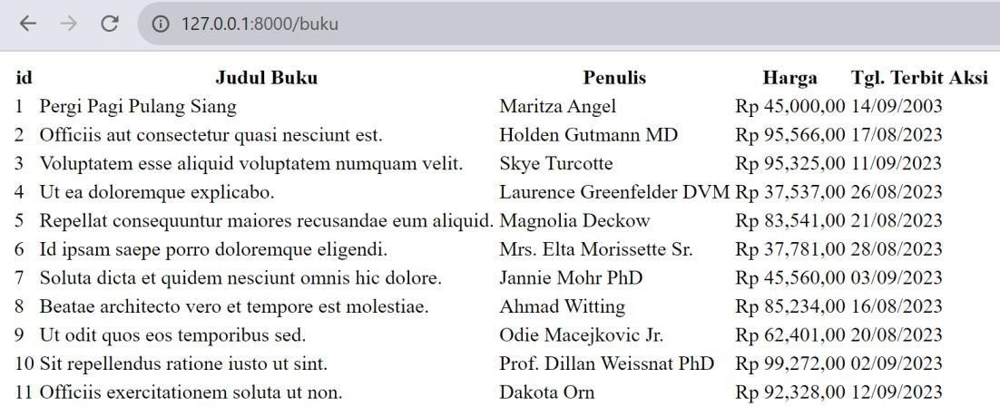 127.0.0.1:8000/buku
id Judul Buku Penulis Harga Tgl. Terbit Aksi
1 Pergi Pagi Pulang Siang Maritza Angel Rp 45,000,00 14/09/2003
2 Officiis aut consectetur quasi nesciunt est. Holden Gutmann MD Rp 95,566,00 17/08/2023
3 Voluptatem esse aliquid voluptatem numquam velit. Skye Turcotte Rp 95,325,00 11/09/2023
4 Ut ea doloremque explicabo. Laurence Greenfelder DVM Rp 37,537,00 26/08/2023
5 Repellat consequuntur maiores recusandae eum aliquid. Magnolia Deckow Rp 83,541,00 21/08/2023
6 Id ipsam saepe porro doloremque eligendi. Mrs. Elta Morissette Sr. Rp 37,781,00 28/08/2023
7 Soluta dicta et quidem nesciunt omnis hic dolore. Jannie Mohr PhD Rp 45,560,00 03/09/2023
8 Beatae architecto vero et tempore est molestiae. Ahmad Witting Rp 85,234,00 16/08/2023
9 Ut odit quos eos temporibus sed. Odie Macejkovic Jr. Rp 62,401,00 20/08/2023
10 Sit repellendus ratione iusto ut sint. Prof. Dillan Weissnat PhD Rp 99,272,00 02/09/2023
11 Officiis exercitationem soluta ut non. Dakota Orn Rp 92,328,00 12/09/2023